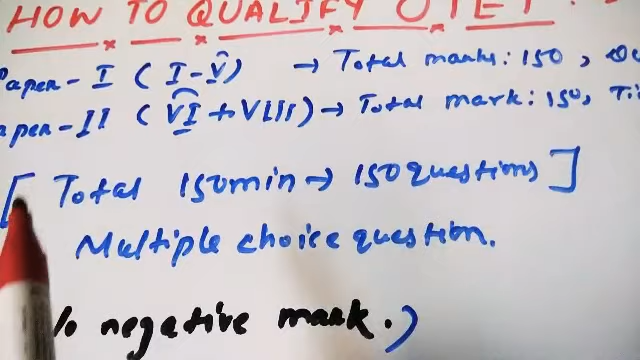 HOW TO QUALIFY OTET
Paper-I (I-V) → Total marks: 150,
Paper-II (VI+VIII) → Total mark: 150,
[Total 150min → 150 questions]
Multiple choice question.
negative mark.)